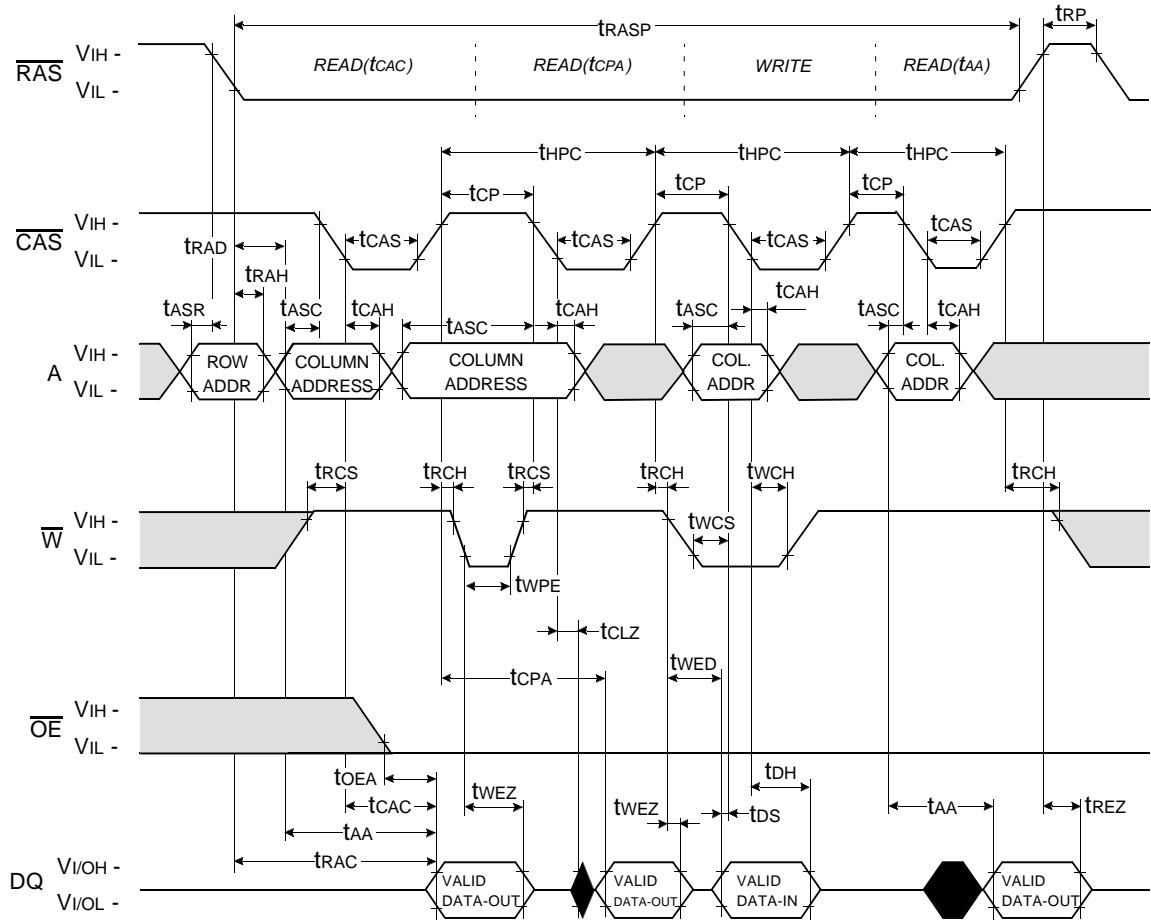 tRASP
tRP
RAS
VIH -
VIL -
READ(tCAC)
READ(tCPA)
WRITE
READ(tAA)
tHPC
tHPC
tHPC
tCP
tCP
tCP
CAS
VIH -
VIL -
tCAS
tCAS
tCAS
tCAS
tRAD
tRAH
tASR
tASC
tCAH
tASC
tCAH
tASC
tCAH
tASC
tCAH
A
VIH -
VIL -
ROW
ADDR
COLUMN
ADDRESS
COLUMN
ADDRESS
COL.
ADDR
COL.
ADDR
tRCS
tRCH
tRCS
tRCH
tWCH
tRCH
W
VIH -
VIL -
tWCS
tWPE
tCLZ
tCPA
tWED
OE
VIH -
VIL -
tOEA
tCAC
tAA
tRAC
tWEZ
tWEZ
tDH
tDS
tAA
tREZ
DQ
VI/OH -
VI/OL -
VALID
DATA-OUT
VALID
DATA-OUT
VALID
DATA-IN
VALID
DATA-OUT